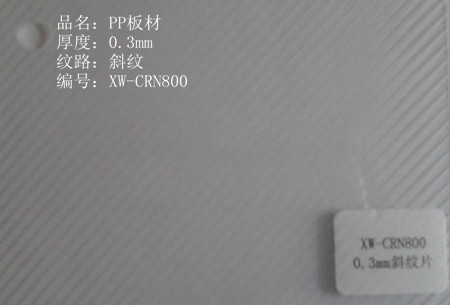 品名：PP板材
厚度：0.3mm
纹路：斜纹
编号：XW-CRN800
XW-CRN800
0.3mm斜纹片